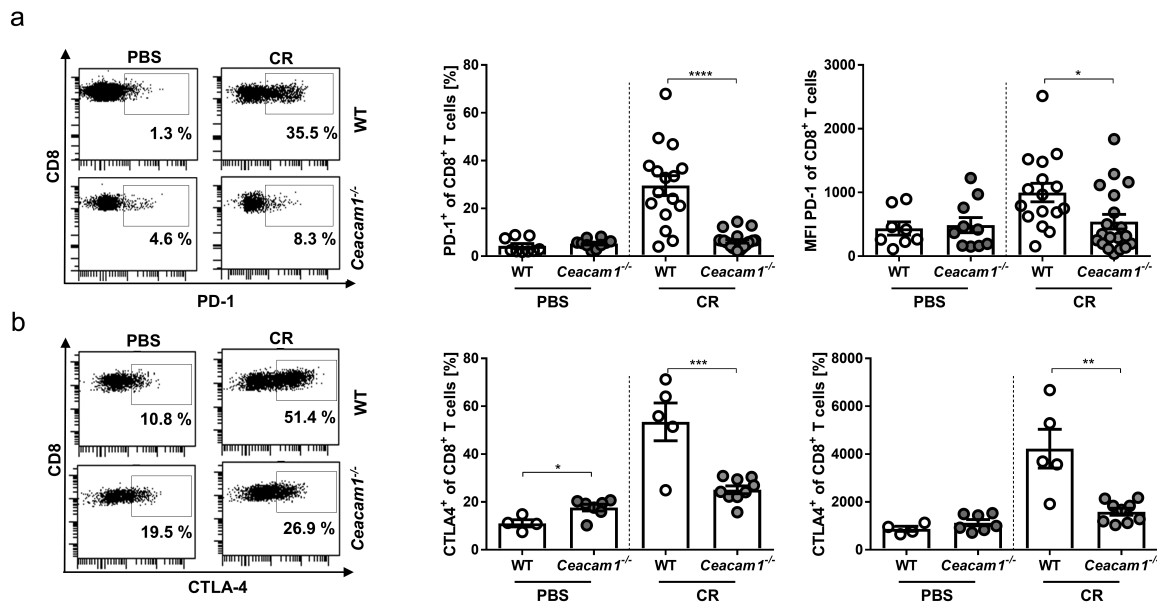 a
PBS
CR
1.3 %
35.5 %
WT
4.6 %
8.3 %
Ceacam1-/-
CD8
PD-1
PD-1+ of CD8+ T cells [%]
80
60
40
20
0
****
WT
Ceacam1-/-
WT
Ceacam1-/-
PBS
CR
MFI PD-1 of CD8+ T cells
3000
2000
1000
0
*
WT
Ceacam1-/-
WT
Ceacam1-/-
PBS
CR
b
PBS
CR
10.8 %
51.4 %
WT
19.5 %
26.9 %
Ceacam1-/-
CD8
CTLA-4
CTLA4+ of CD8+ T cells [%]
80
60
40
20
0
*
***
WT
Ceacam1-/-
WT
Ceacam1-/-
PBS
CR
CTLA4+ of CD8+ T cells [%]
8000
6000
4000
2000
0
**
WT
Ceacam1-/-
WT
Ceacam1-/-
PBS
CR